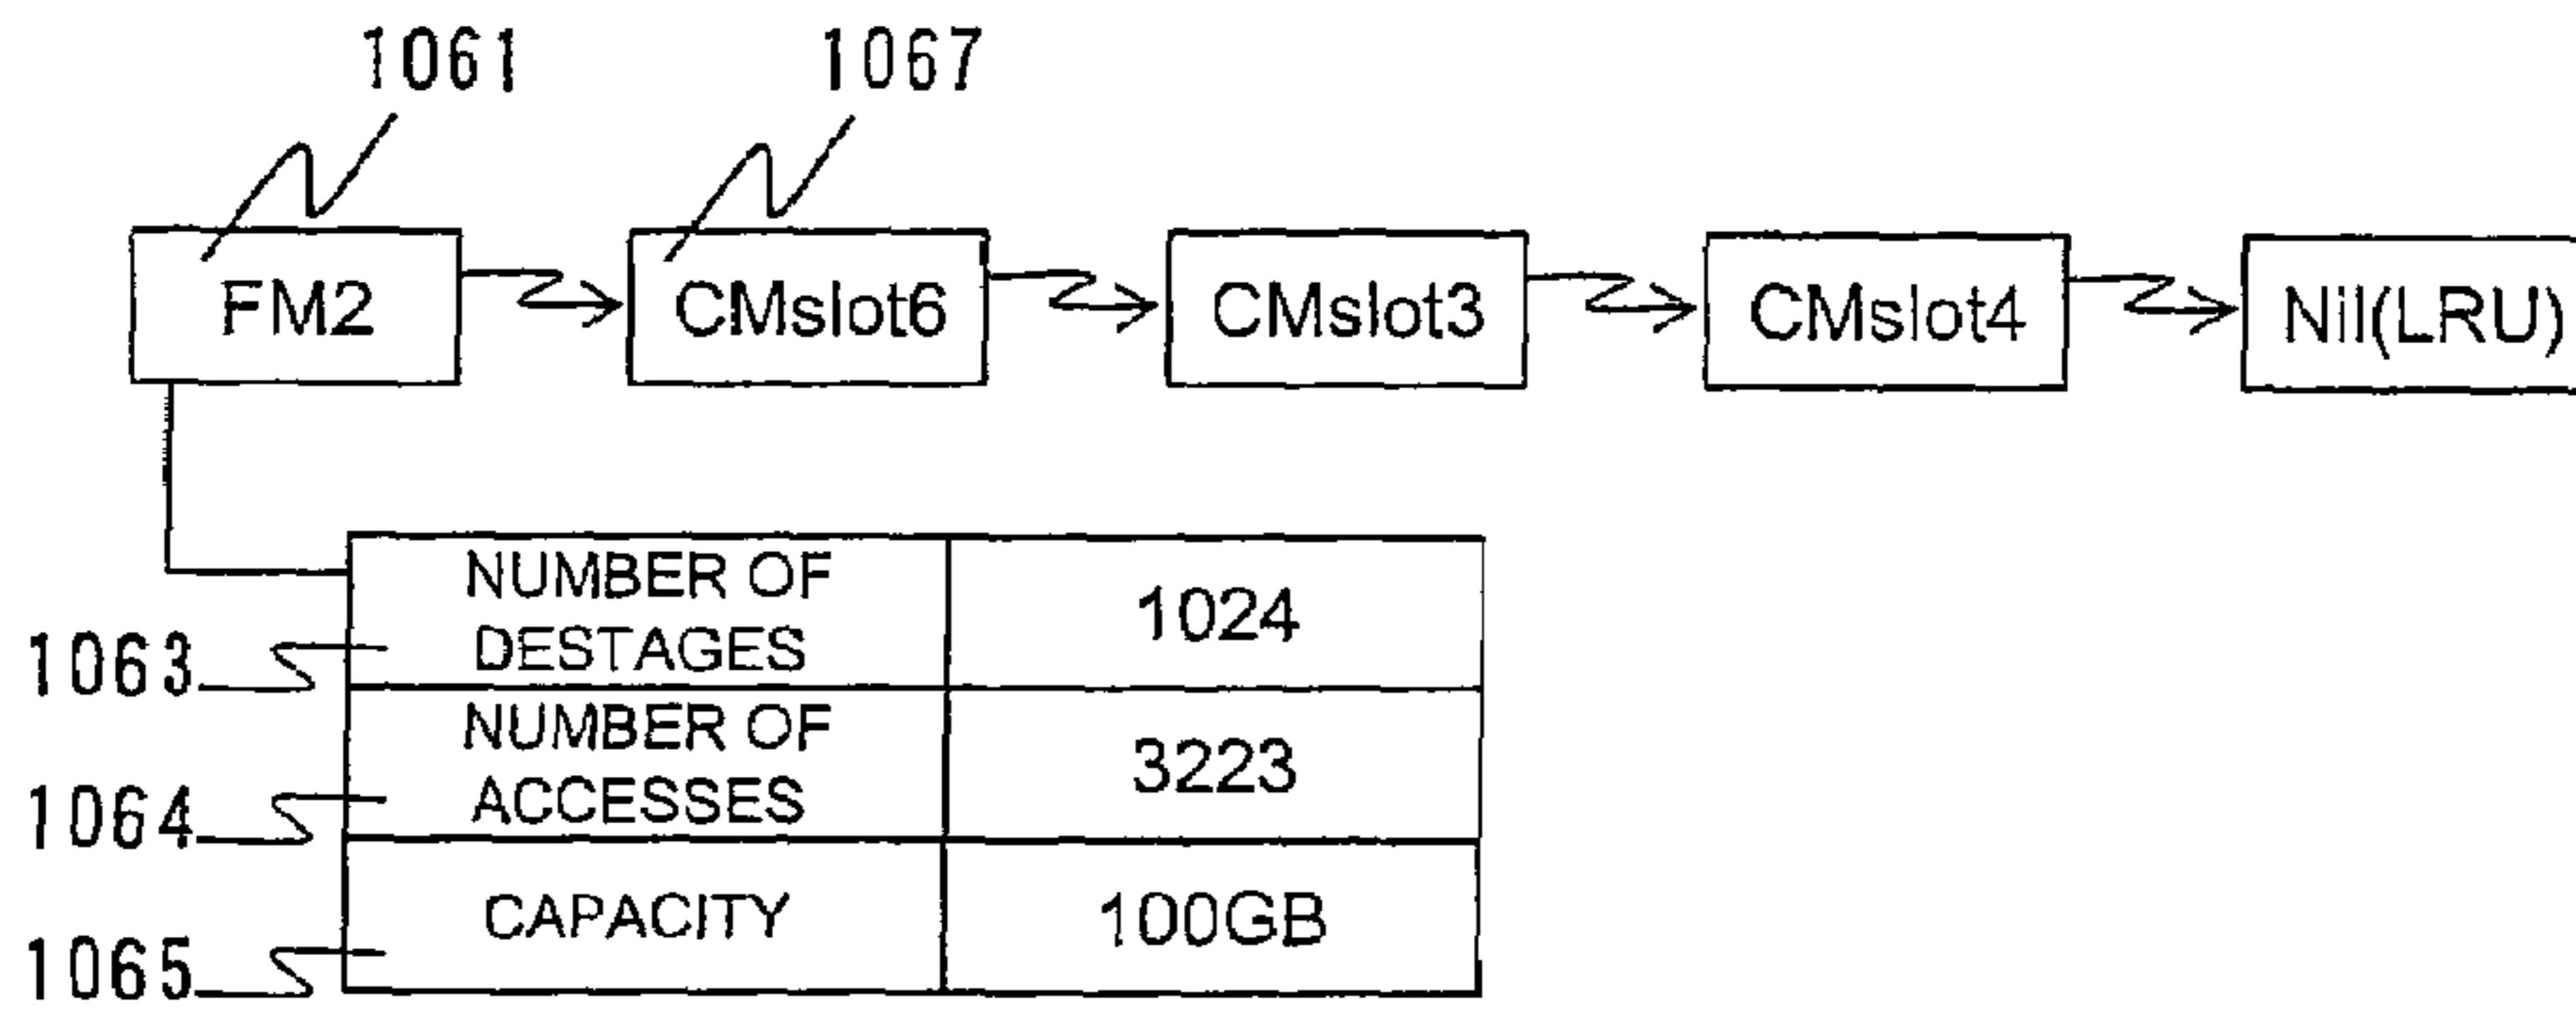 1061 1067
FM2 CMslot6 CMslot3 CMslot4 Nil(LRU)
NUMBER OF
DESTAGES 1024
1063
NUMBER OF
ACCESSES 3223
1064
CAPACITY 100GB
1065